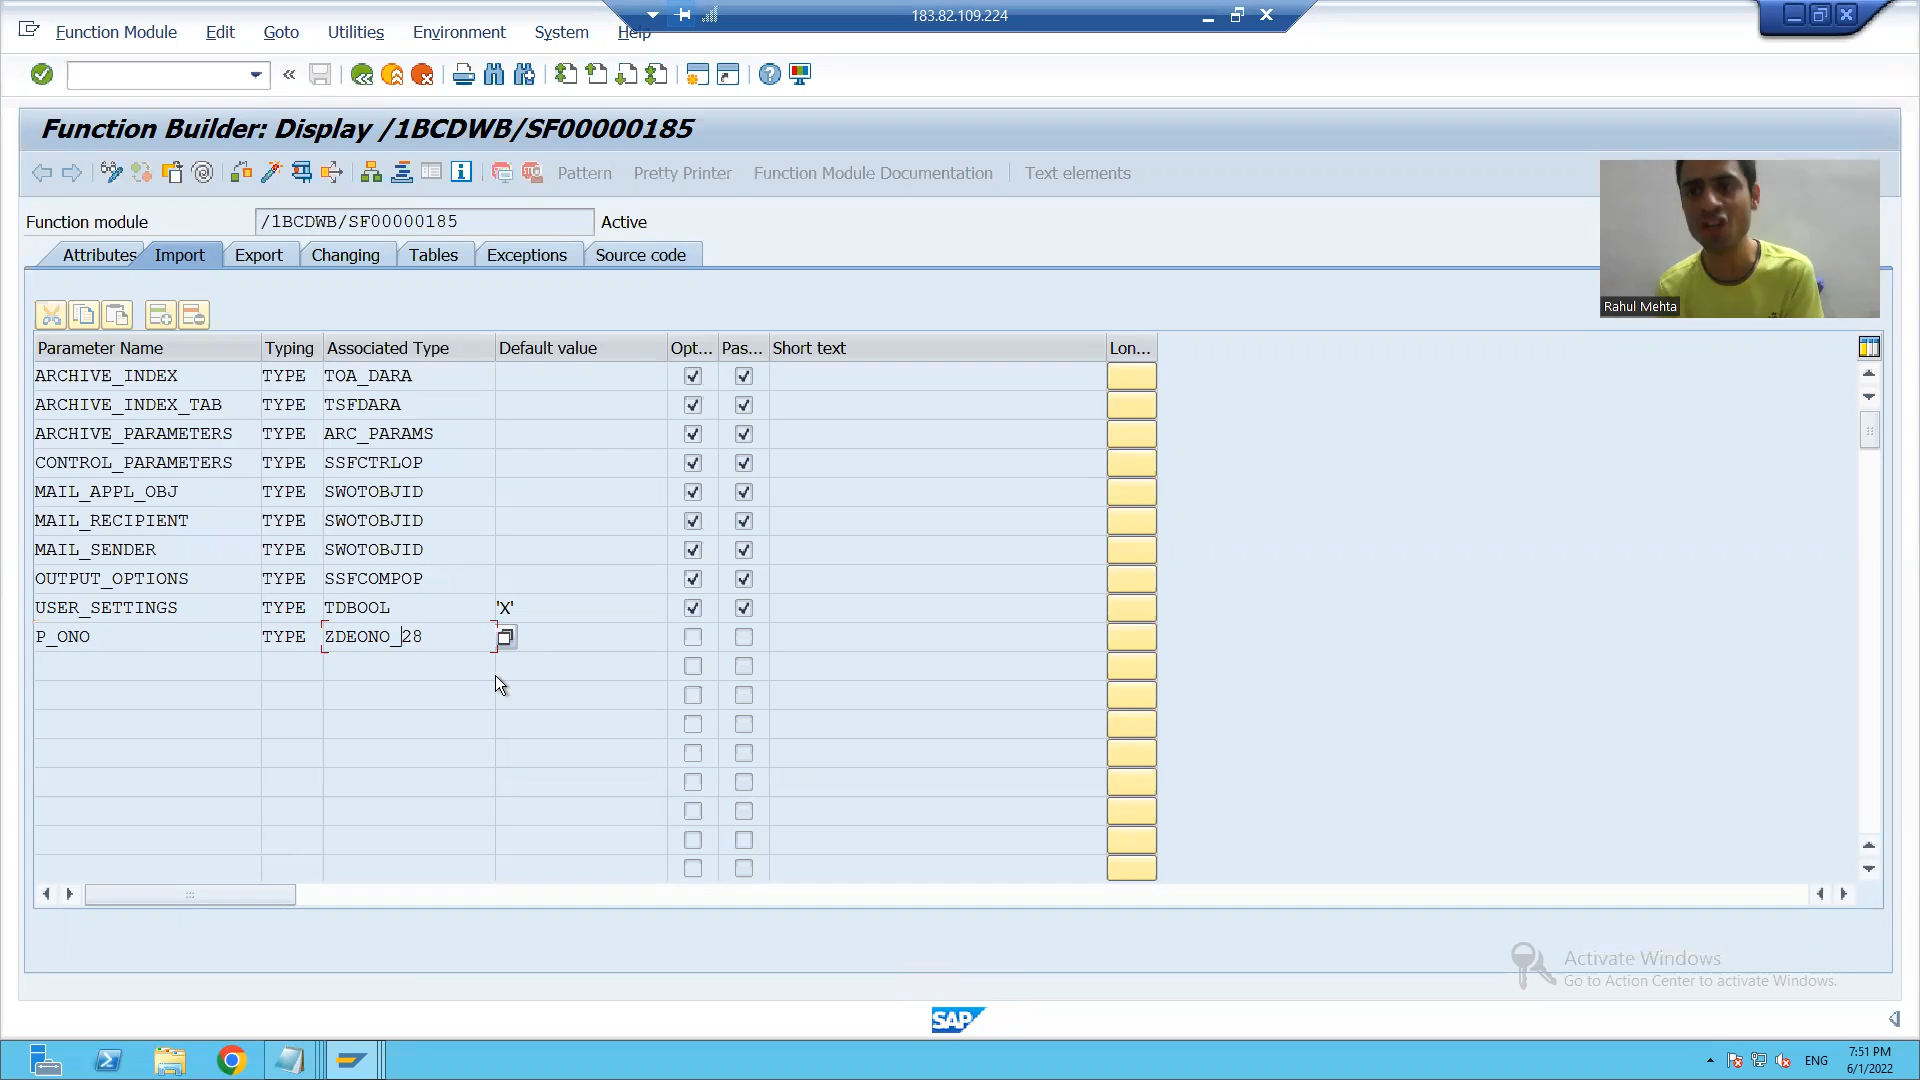 183.82.109.224
Function Module Edit Goto Utilities Environment System Help
Function Builder: Display /1BCDWB/SF00000185
Pattern Pretty Printer Function Module Documentation Text elements
Function module /1BCDWB/SF00000185 Active
Attributes Import Export Changing Tables Exceptions Source code
Rahul Mehta
Parameter Name Typing Associated Type Default value Opt... Pas... Short text Lon...
ARCHIVE_INDEX TYPE TOA_DARA
ARCHIVE_INDEX_TAB TYPE TSFDARA
ARCHIVE_PARAMETERS TYPE ARC_PARAMS
CONTROL_PARAMETERS TYPE SSFCTRLOP
MAIL_APPL_OBJ TYPE SWOTOBJID
MAIL_RECIPIENT TYPE SWOTOBJID
MAIL_SENDER TYPE SWOTOBJID
OUTPUT_OPTIONS TYPE SSFCOMPOP
USER_SETTINGS TYPE TDBOOL 'X'
P_ONO TYPE ZDEONO_28
Activate Windows
Go to Action Center to activate Windows.
SAP
ENG
7:51 PM
6/1/2022